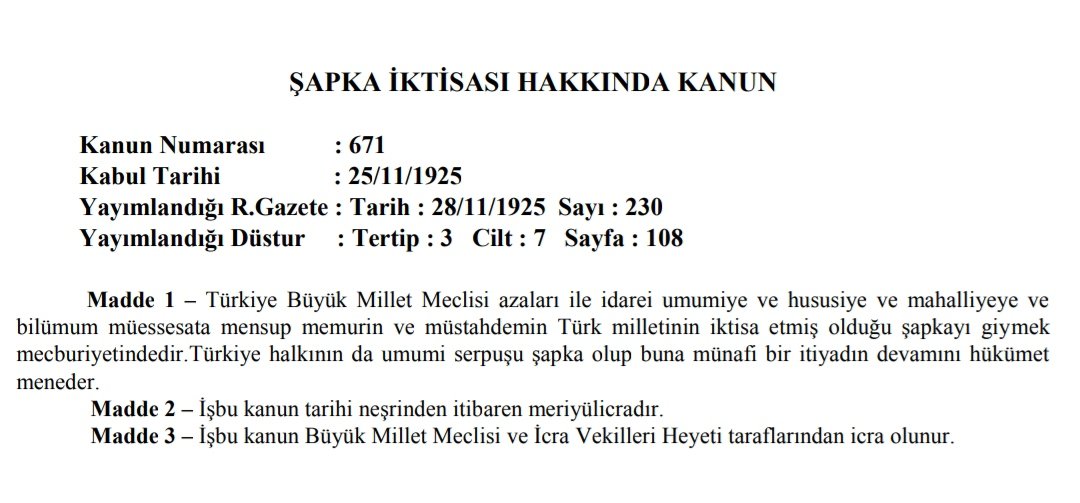 ŞAPKA İKTİSASI HAKKINDA KANUN
Kanun Numarası : 671
Kabul Tarihi : 25/11/1925
Yayımlandığı R.Gazete : Tarih : 28/11/1925 Sayı : 230
Yayımlandığı Düstur : Tertip : 3 Cilt : 7 Sayfa : 108
Madde 1 – Türkiye Büyük Millet Meclisi azaları ile idarei umumiye ve hususiye ve mahalliyeye ve
bilümum müessesata mensup memurin ve müstahdemin Türk milletinin iktisa etmiş olduğu şapkayı giymek
mecburiyetindedir.Türkiye halkının da umumi serpuşu şapka olup buna münafi bir itiyadın devamını hükümet
meneder.
Madde 2 – İşbu kanun tarihi neşrinden itibaren meriyülicradır.
Madde 3 – İşbu kanun Büyük Millet Meclisi ve İcra Vekilleri Heyeti taraflarından icra olunur.